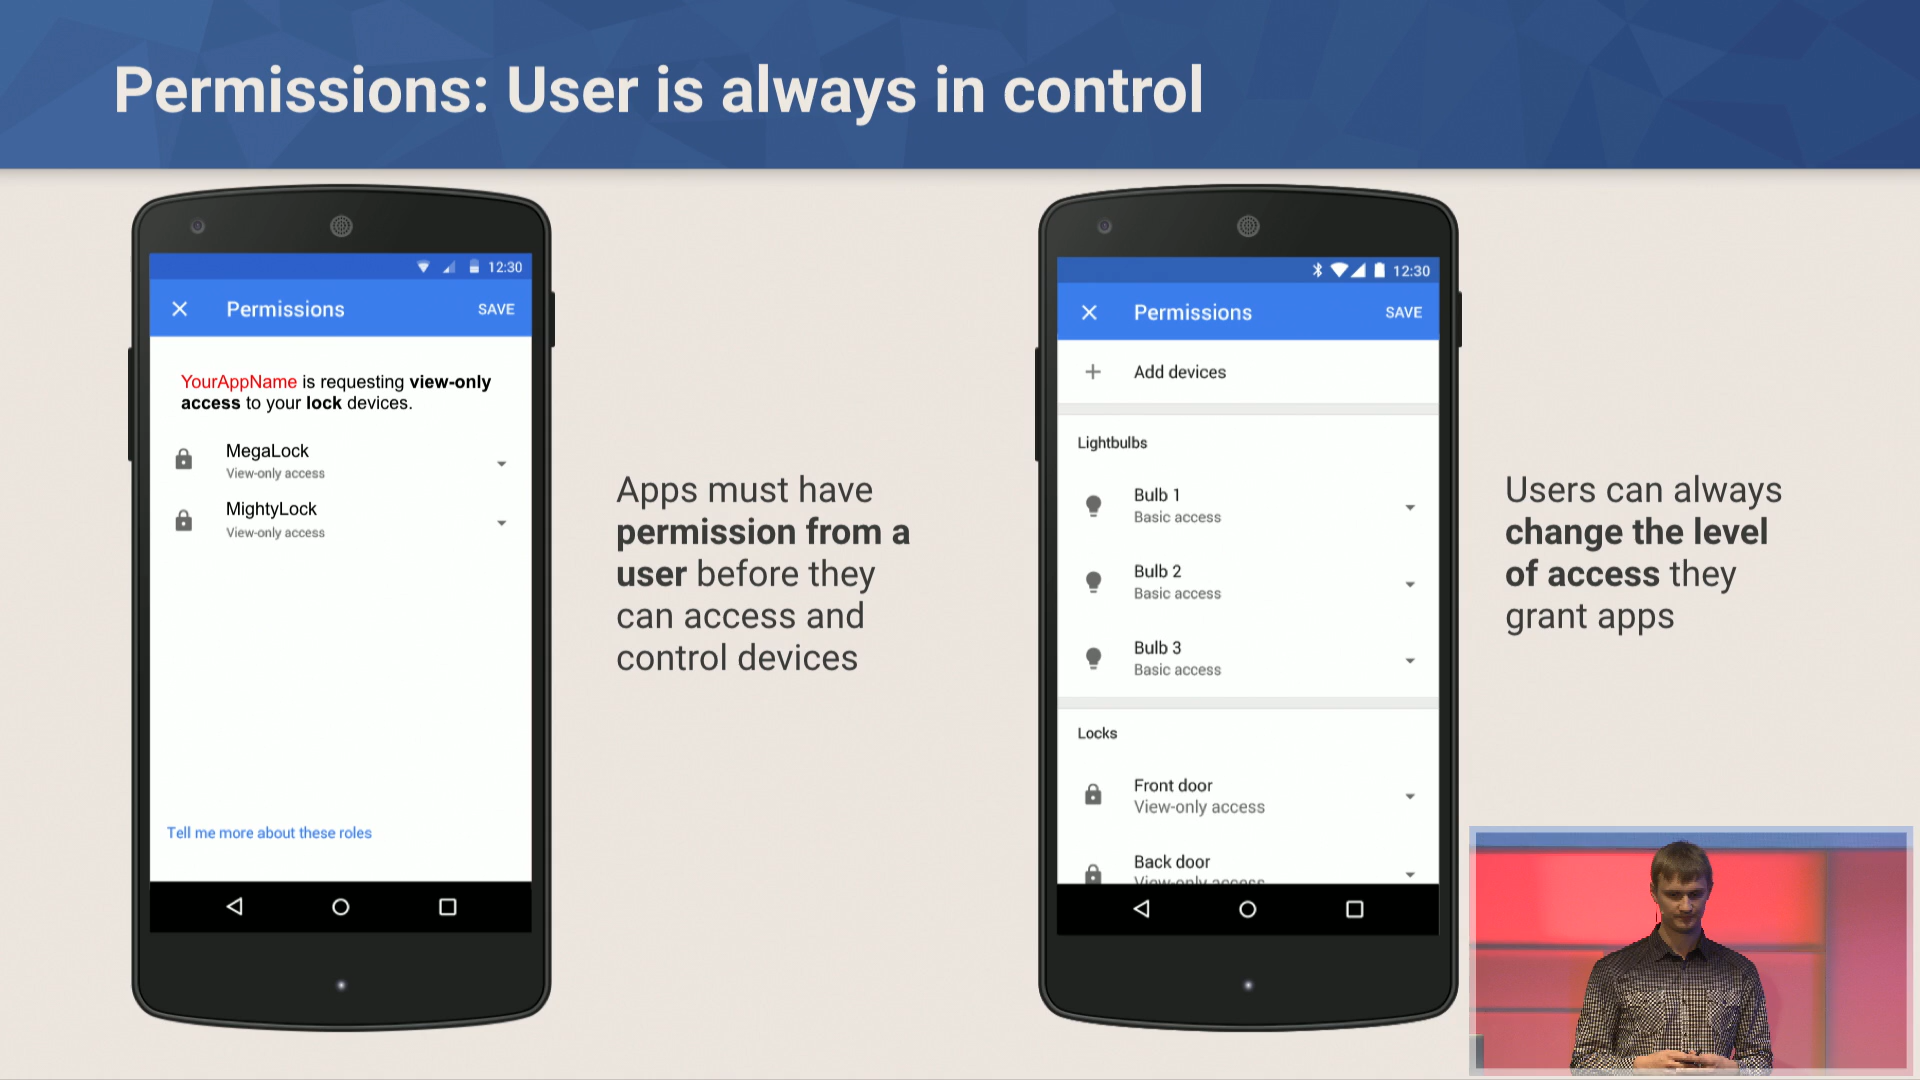 Permissions: User is always in control
12:30
Permissions
SAVE
YourAppName is requesting view-only
access to your lock devices.
MegaLock
View-only access
MightyLock
View-only access
Tell me more about these roles
Apps must have
permission from a
user before they
can access and
control devices
12:30
Permissions
SAVE
Add devices
Lightbulbs
Bulb 1
Basic access
Bulb 2
Basic access
Bulb 3
Basic access
Locks
Front door
View-only access
Back door
View-only access
Users can always
change the level
of access they
grant apps